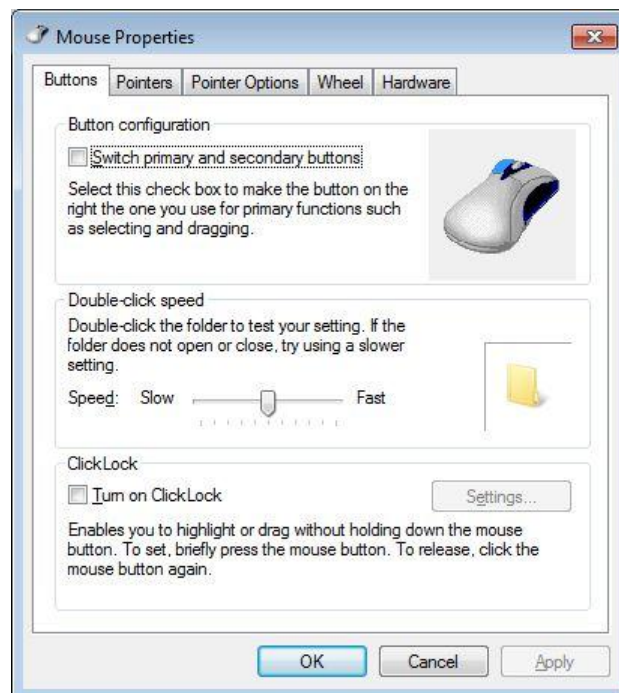 Mouse Properties
Buttons Pointers Pointer Options Wheel Hardware
Button configuration
Switch primary and secondary buttons
Select this check box to make the button on the
right the one you use for primary functions such
as selecting and dragging.
Double-click speed
Double-click the folder to test your setting. If the
folder does not open or close, try using a slower
setting.
Speed: Slow Fast
ClickLock
Turn on ClickLock Settings...
Enables you to highlight or drag without holding down the mouse
button. To set, briefly press the mouse button. To release, click the
mouse button again.
OK Cancel Apply